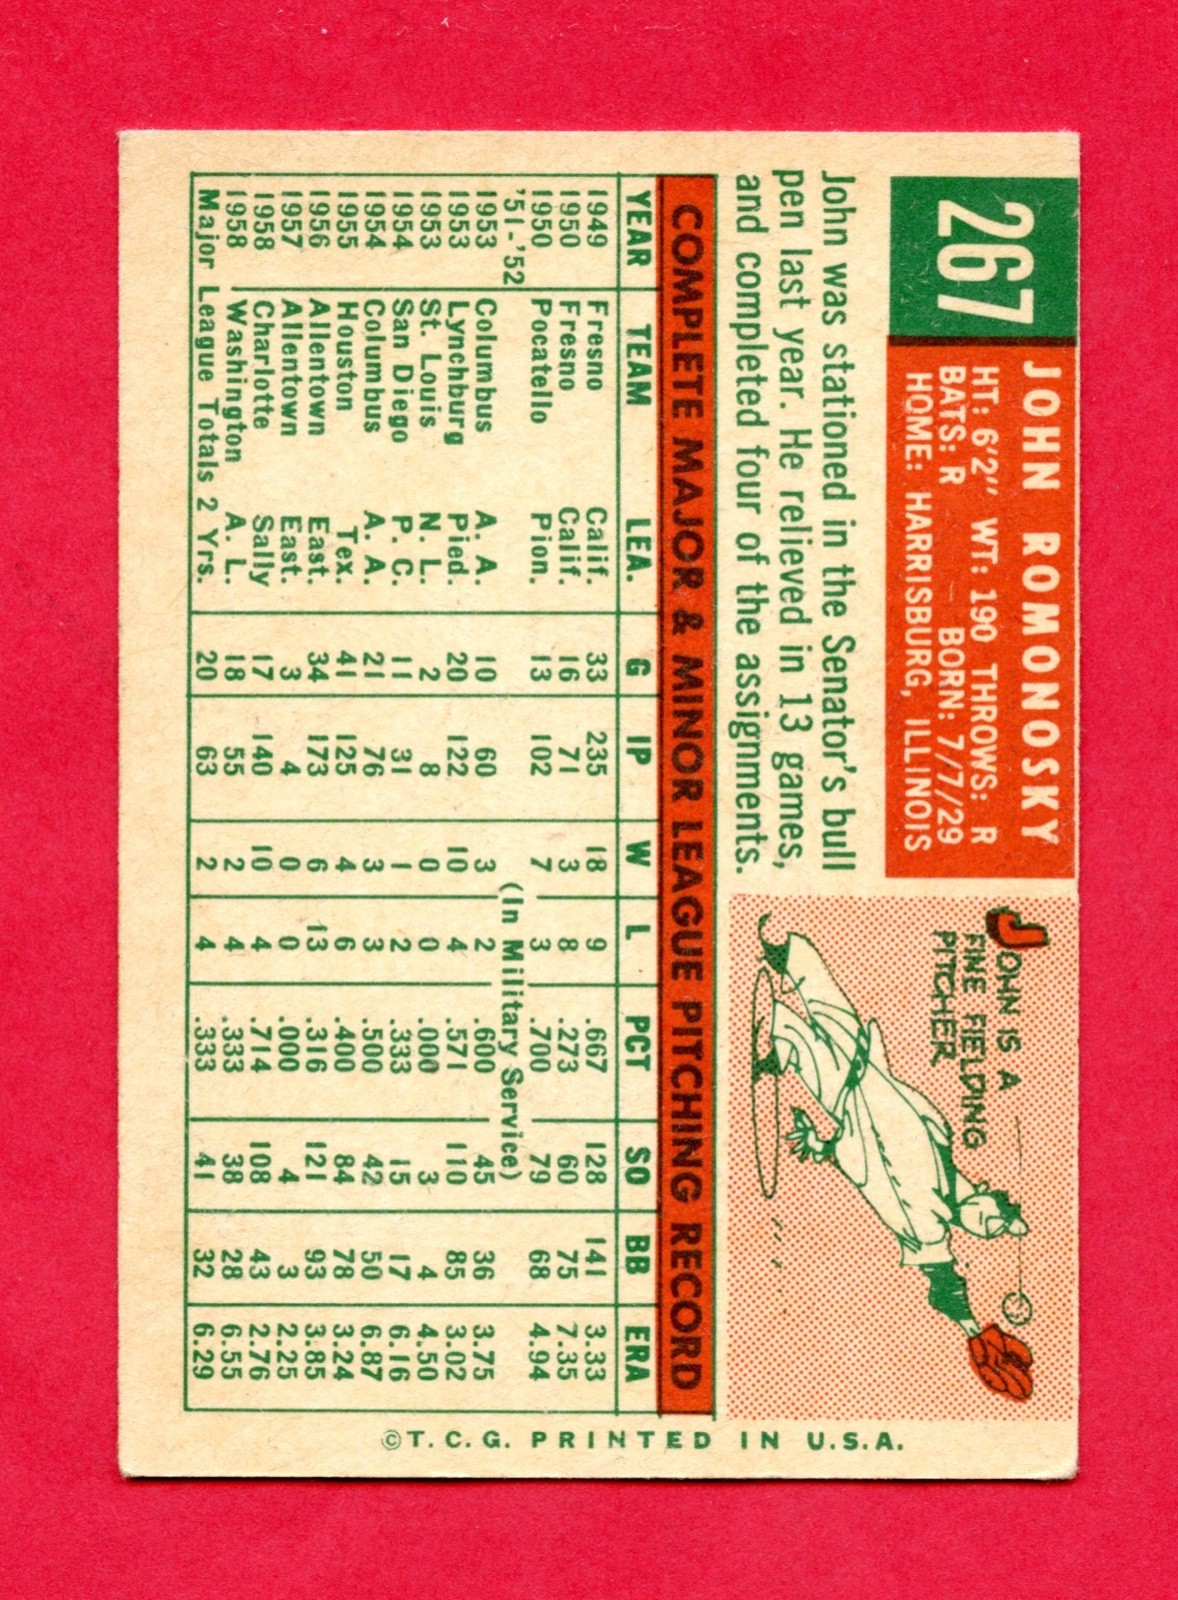 267
JOHN ROMONOSKY
HT: 6'2" WT: 190 THROWS: R
BATS: R BORN: 7/7/29
HOME: HARRISBURG, ILLINOIS
John was stationed in the Senator's bull
pen last year. He relieved in 13 games,
and completed four of the assignments.
JOHN IS A
FINE FIELDING
PITCHER
COMPLETE MAJOR & MINOR LEAGUE PITCHING RECORD
YEAR TEAM LEA. G IP W L PCT SO BB ERA
1949 Fresno Calif. 33 235 18 9 .667 128 141 3.33
1950 Fresno Calif. 16 71 3 8 .273 60 75 7.35
1950 Pocatello Pion. 13 102 7 3 .700 79 68 4.94
'51-'52 (In Military Service)
1953 Columbus A. A. 10 60 3 2 .600 45 36 3.75
1953 Lynchburg Pied. 20 122 10 4 .571 110 85 3.02
1953 St. Louis N. L. 2 8 0 0 .000 3 4 4.50
1954 San Diego P. C. 11 31 1 2 .333 15 17 6.16
1954 Columbus A. A. 21 76 3 3 .500 42 50 6.87
1955 Houston Tex. 41 125 4 6 .400 84 78 3.24
1956 Allentown East. 34 173 6 13 .316 121 93 3.85
1957 Allentown East. 3 4 0 0 .000 4 3 2.25
1958 Charlotte Sally 17 140 10 4 .714 108 43 2.76
1958 Washington A. L. 18 55 2 4 .333 38 28 6.55
Major League Totals 2 Yrs. 20 63 2 4 .333 41 32 6.29
©T. C. G. PRINTED IN U.S.A.